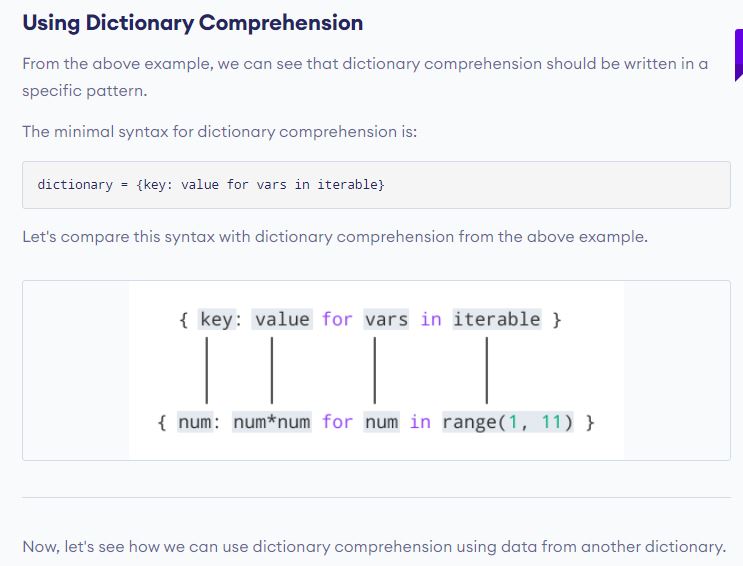 Using Dictionary Comprehension
From the above example, we can see that dictionary comprehension should be written in a
specific pattern.
The minimal syntax for dictionary comprehension is:
dictionary = {key: value for vars in iterable}
Let's compare this syntax with dictionary comprehension from the above example.
{ key: value for vars in iterable }
{ num: num*num for num in range(1, 11) }
Now, let's see how we can use dictionary comprehension using data from another dictionary.